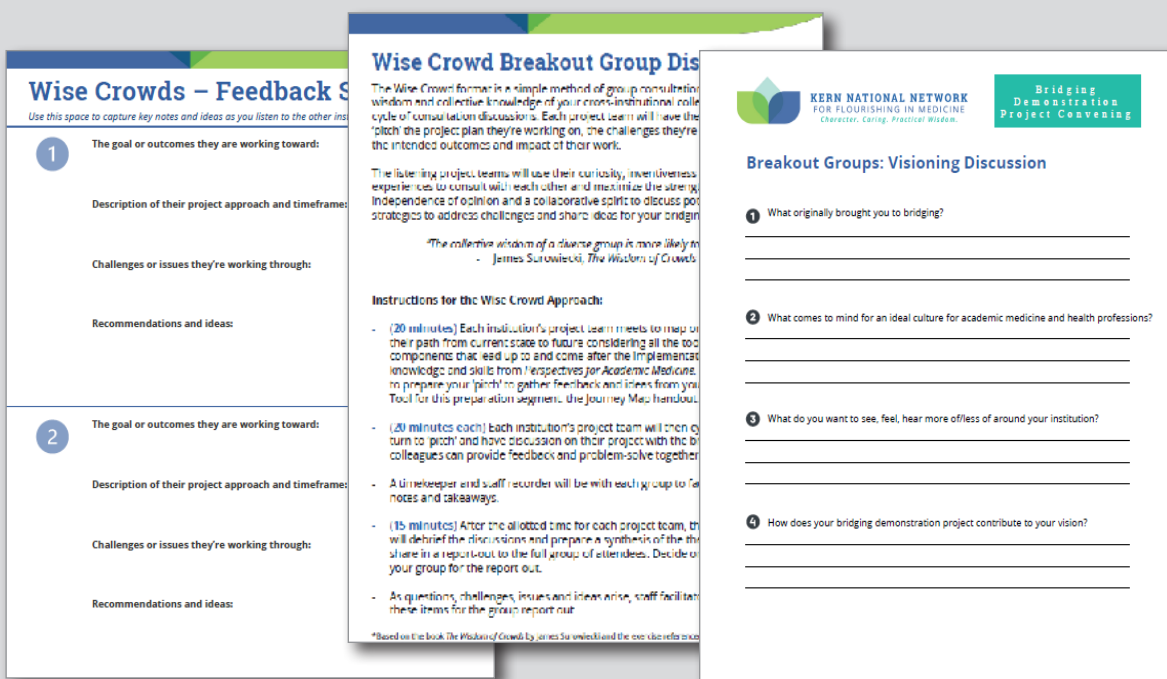 Wise Crowds – Feedback S
Use this space to capture key notes and ideas as you listen to the other inst
1
The goal or outcomes they are working toward:
Description of their project approach and timeframe:
Challenges or issues they're working through:
Recommendations and ideas:
2
The goal or outcomes they are working toward:
Description of their project approach and timeframe:
Challenges or issues they're working through:
Recommendations and ideas:
Wise Crowd Breakout Group Dis
The Wise Crowd format is a simple method of group consultation
wisdom and collective knowledge of your cross-institutional colle
cycle of consultation discussions. Each project team will have the
'pitch' the project plan they're working on, the challenges they're
the intended outcomes and impact of their work.
The listening project teams will use their curiosity, inventiveness
experiences to consult with each other and maximize the streng
independence of opinion and a collaborative spirit to discuss pot
strategies to address challenges and share ideas for your bridgin
"The collective wisdom of a diverse group is more likely to
- James Surowiecki, The Wisdom of Crowds
Instructions for the Wise Crowd Approach:
- (20 minutes) Each institution's project team meets to map or
their path from current state to future considering all the too
components that lead up to and come after the implementat
knowledge and skills from Perspectives for Academic Medicine.
to prepare your 'pitch' to gather feedback and ideas from you
Tool for this preparation segment: the Journey Map handout.
- (20 minutes each) Each institution's project team will then cy
turn to 'pitch' and have discussion on their project with the br
colleagues can provide feedback and problem-solve together
- A timekeeper and staff recorder will be with each group to fa
notes and takeaways.
- (15 minutes) After the allotted time for each project team, th
will debrief the discussions and prepare a synthesis of the the
share in a report-out to the full group of attendees. Decide on
your group for the report out.
- As questions, challenges, issues and ideas arise, staff facilitat
these items for the group report out
*Based on the book The Wisdom of Crowds by James Surowiecki and the exercise reference
KERN NATIONAL NETWORK
FOR FLOURISHING IN MEDICINE
Character. Caring. Practical Wisdom.
Bridging
Demonstration
Project Convening
Breakout Groups: Visioning Discussion
1 What originally brought you to bridging?
2 What comes to mind for an ideal culture for academic medicine and health professions?
3 What do you want to see, feel, hear more of/less of around your institution?
4 How does your bridging demonstration project contribute to your vision?